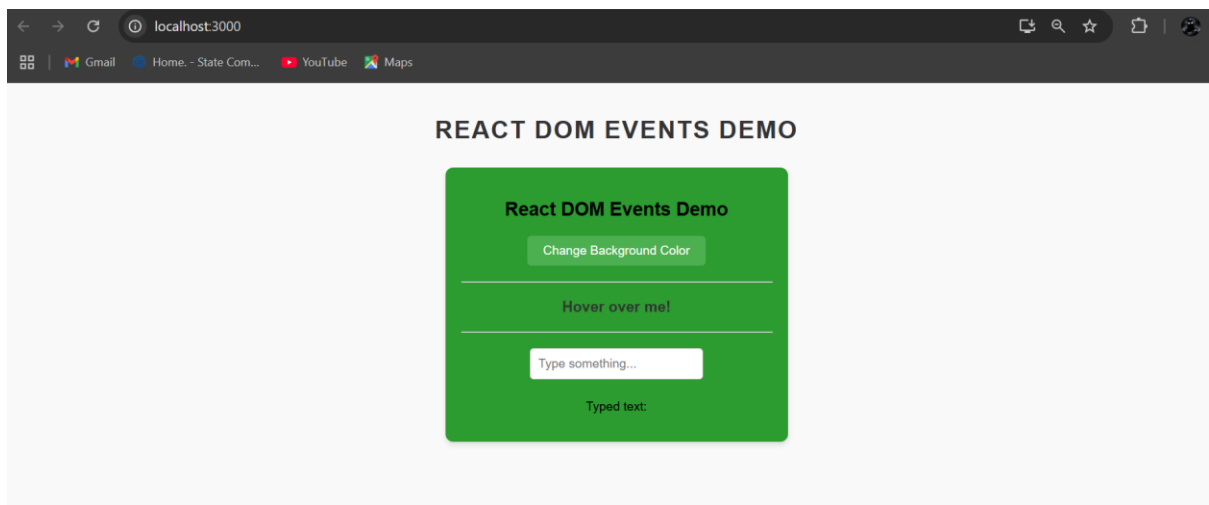 localhost:3000
Gmail Home. - State Com... YouTube Maps
REACT DOM EVENTS DEMO
React DOM Events Demo
Change Background Color
Hover over me!
Type something...
Typed text: